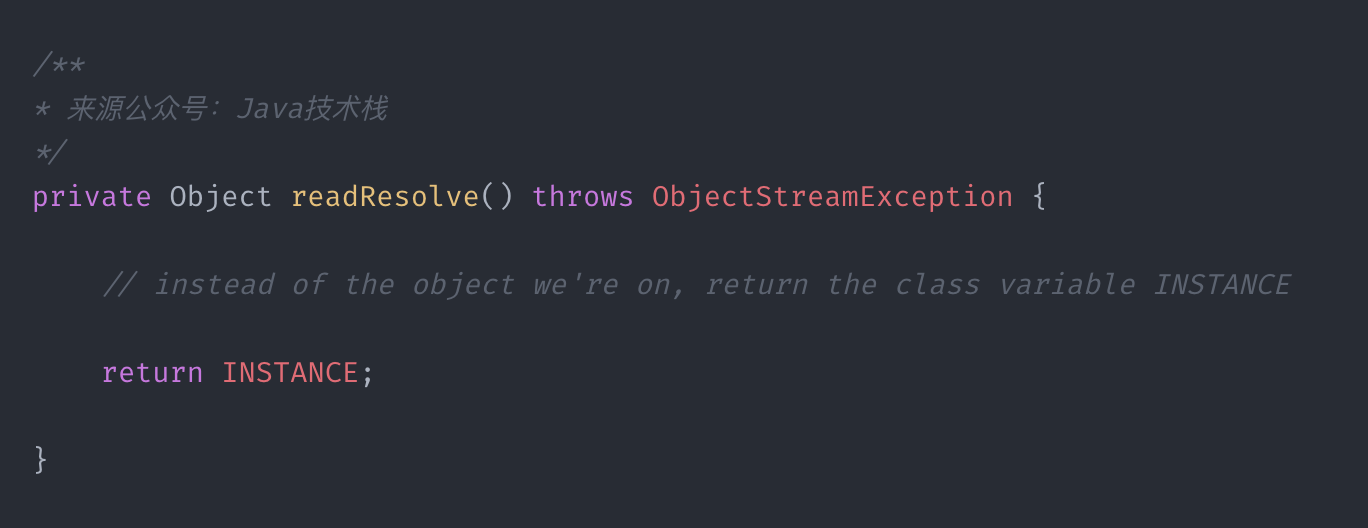 /**
* 来源公众号：Java技术栈
*/
private Object readResolve() throws ObjectStreamException {
// instead of the object we're on, return the class variable INSTANCE
return INSTANCE;
}